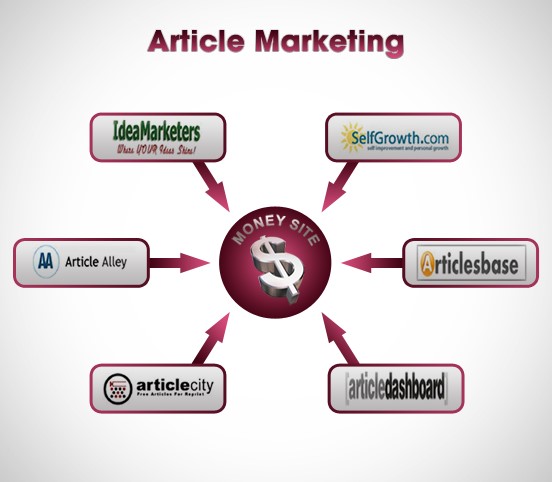 Article Marketing
IdeaMarketers
Where YOUR Ideas Shine!
SelfGrowth.com
self improvement and personal growth
MONEY SITE
$
AA Article Alley
Articlesbase
articlecity
Free Articles For Reprint
[articledashboard]